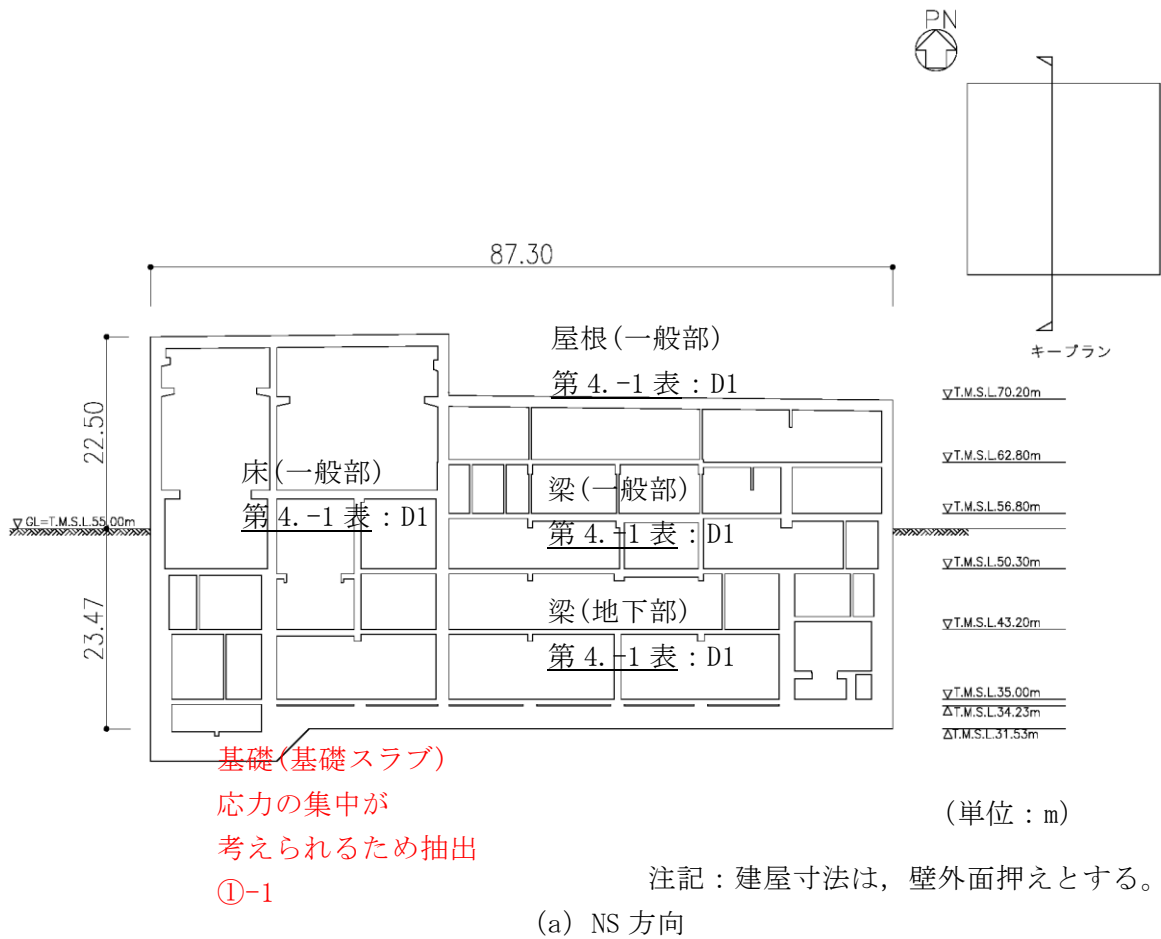 PN
キープラン
87.30
22.50
23.47
屋根(一般部)
第 4.-1 表：D1
床(一般部)
第 4.-1 表：D1
梁(一般部)
第 4.-1 表：D1
梁(地下部)
第 4.-1 表：D1
▽GL=T.M.S.L.55.00m
▽T.M.S.L.70.20m
▽T.M.S.L.62.80m
▽T.M.S.L.56.80m
▽T.M.S.L.50.30m
▽T.M.S.L.43.20m
▽T.M.S.L.35.00m
△T.M.S.L.34.23m
△T.M.S.L.31.53m
基礎(基礎スラブ)
応力の集中が
考えられるため抽出
①-1
(単位：m)
注記：建屋寸法は，壁外面押えとする。
(a) NS 方向